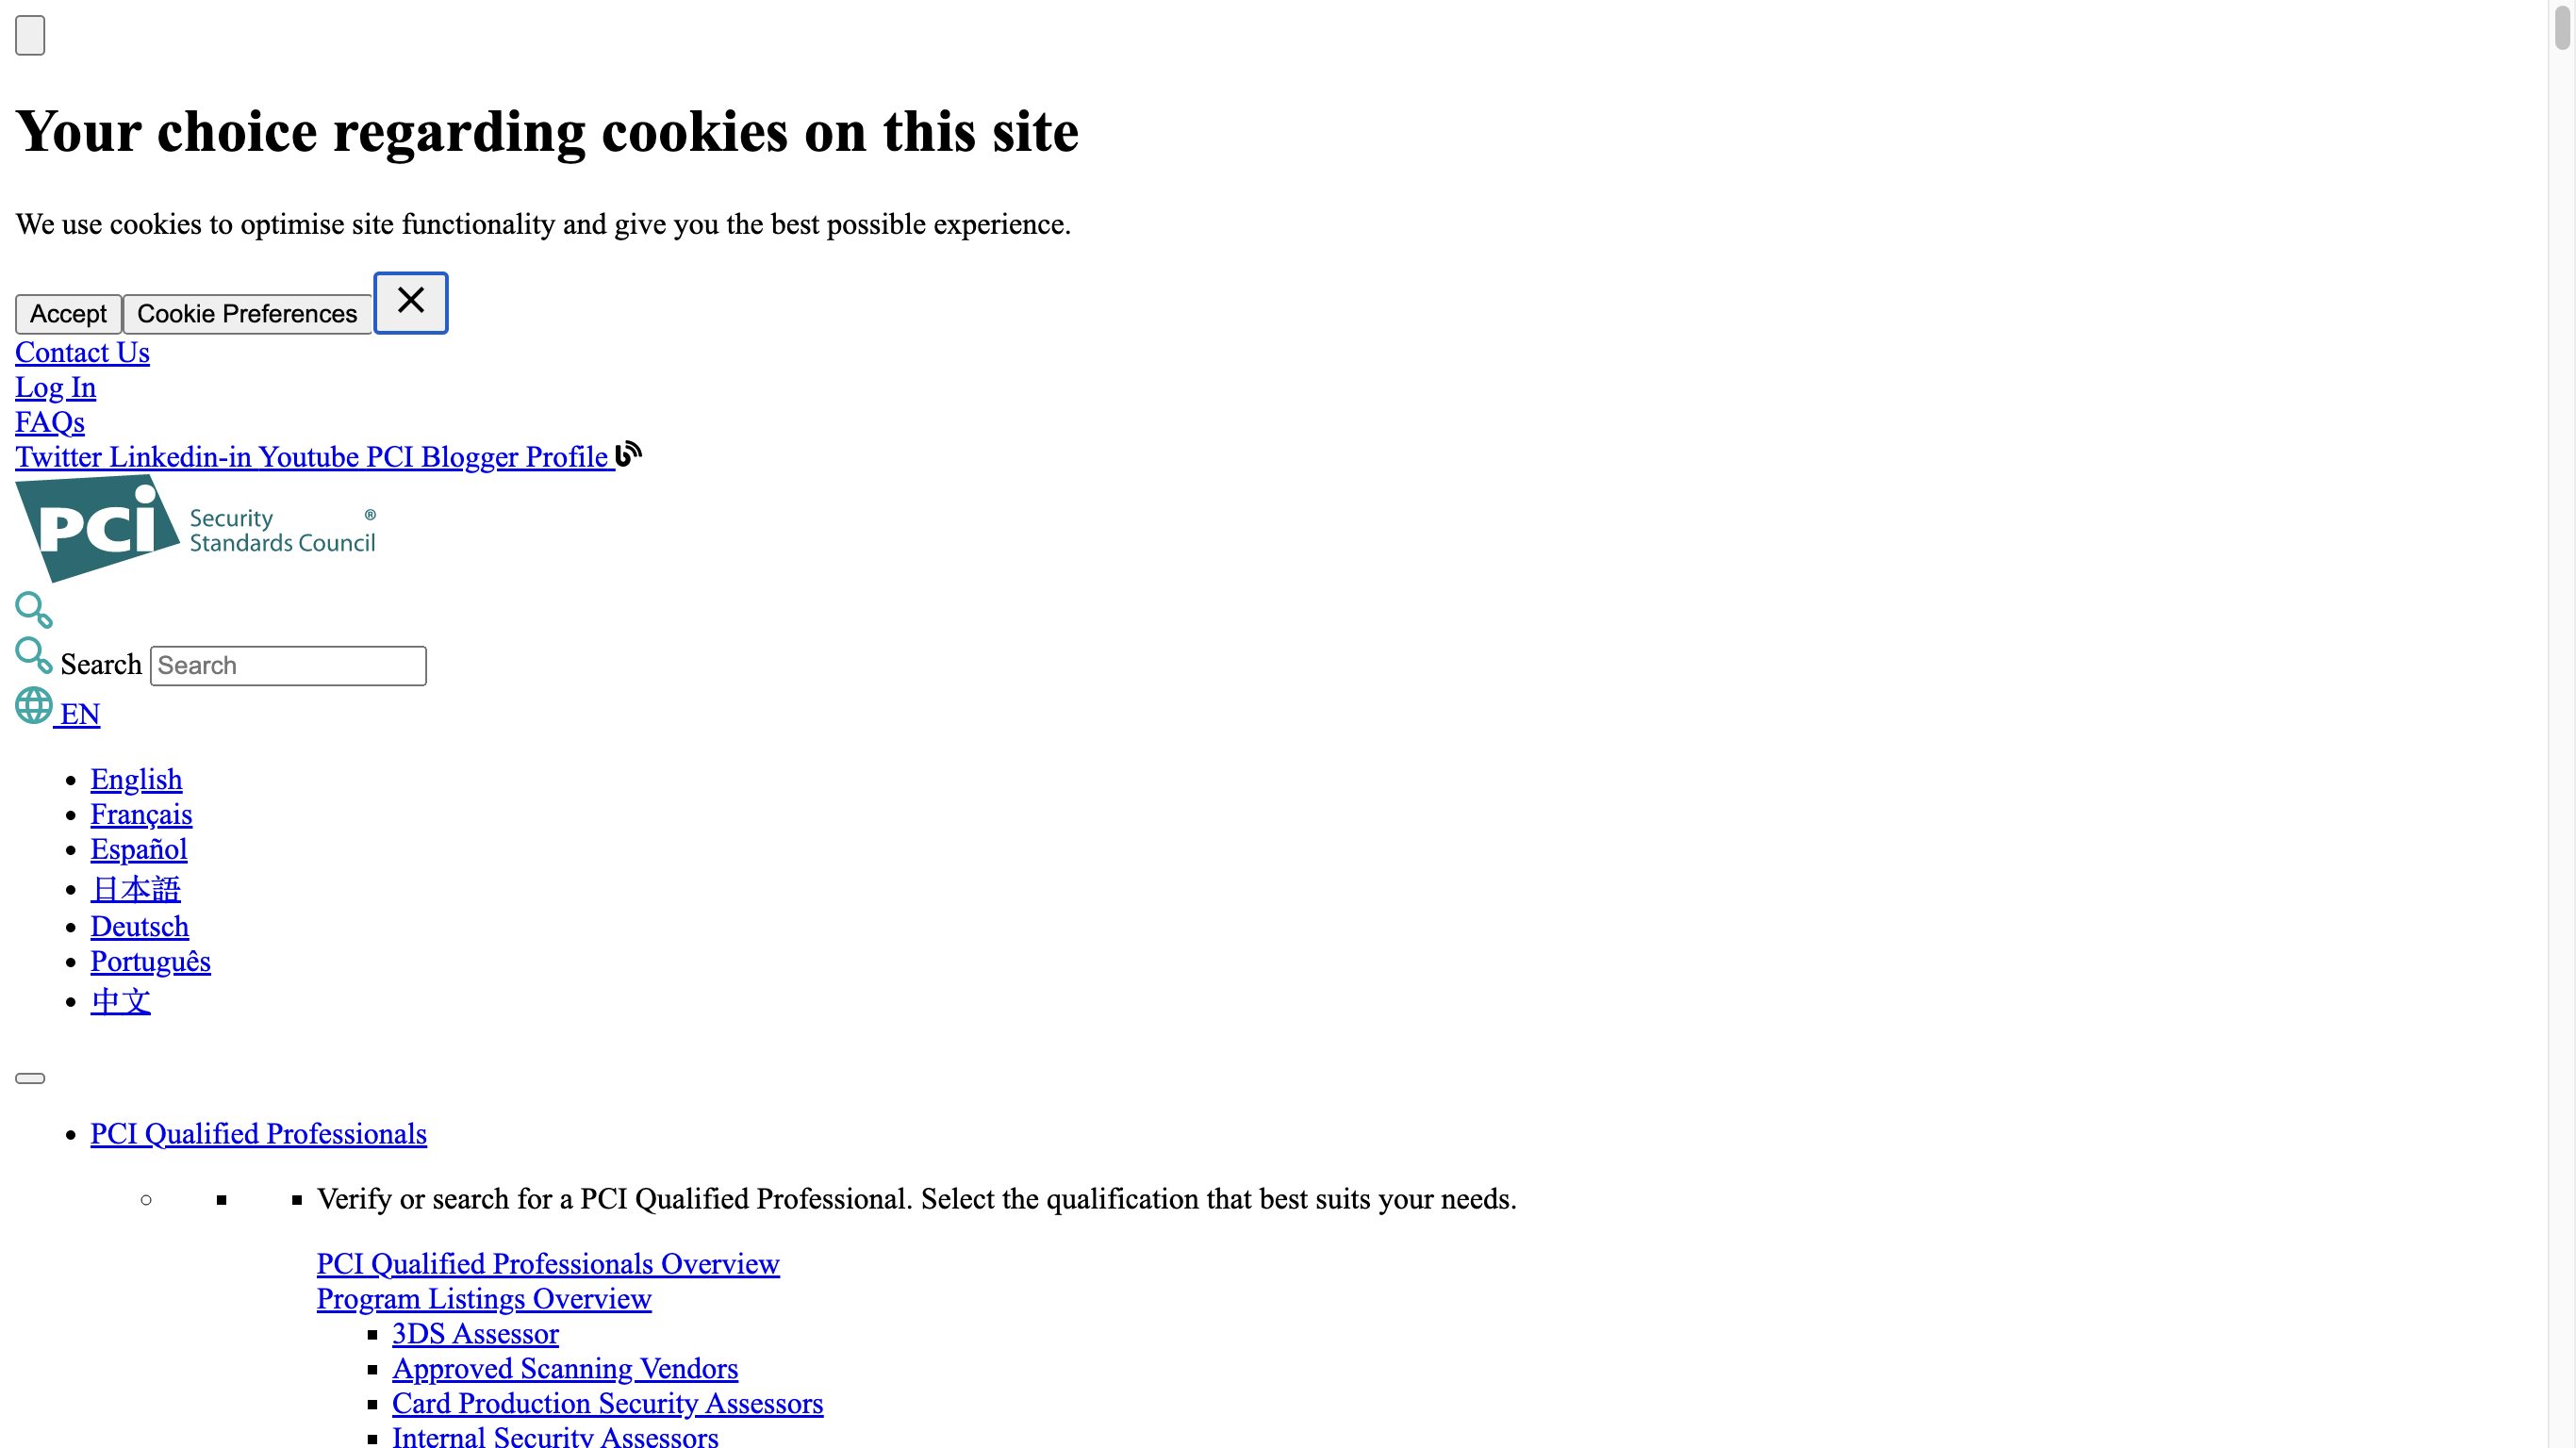 Your choice regarding cookies on this site
We use cookies to optimise site functionality and give you the best possible experience.
Accept Cookie Preferences
Contact Us
Log In
FAQs
Twitter Linkedin-in Youtube PCI Blogger Profile
PCi Security Standards Council ®
Search Search
EN
English
Français
Español
日本語
Deutsch
Português
中文
PCI Qualified Professionals
Verify or search for a PCI Qualified Professional. Select the qualification that best suits your needs.
PCI Qualified Professionals Overview
Program Listings Overview
3DS Assessor
Approved Scanning Vendors
Card Production Security Assessors
Internal Security Assessors